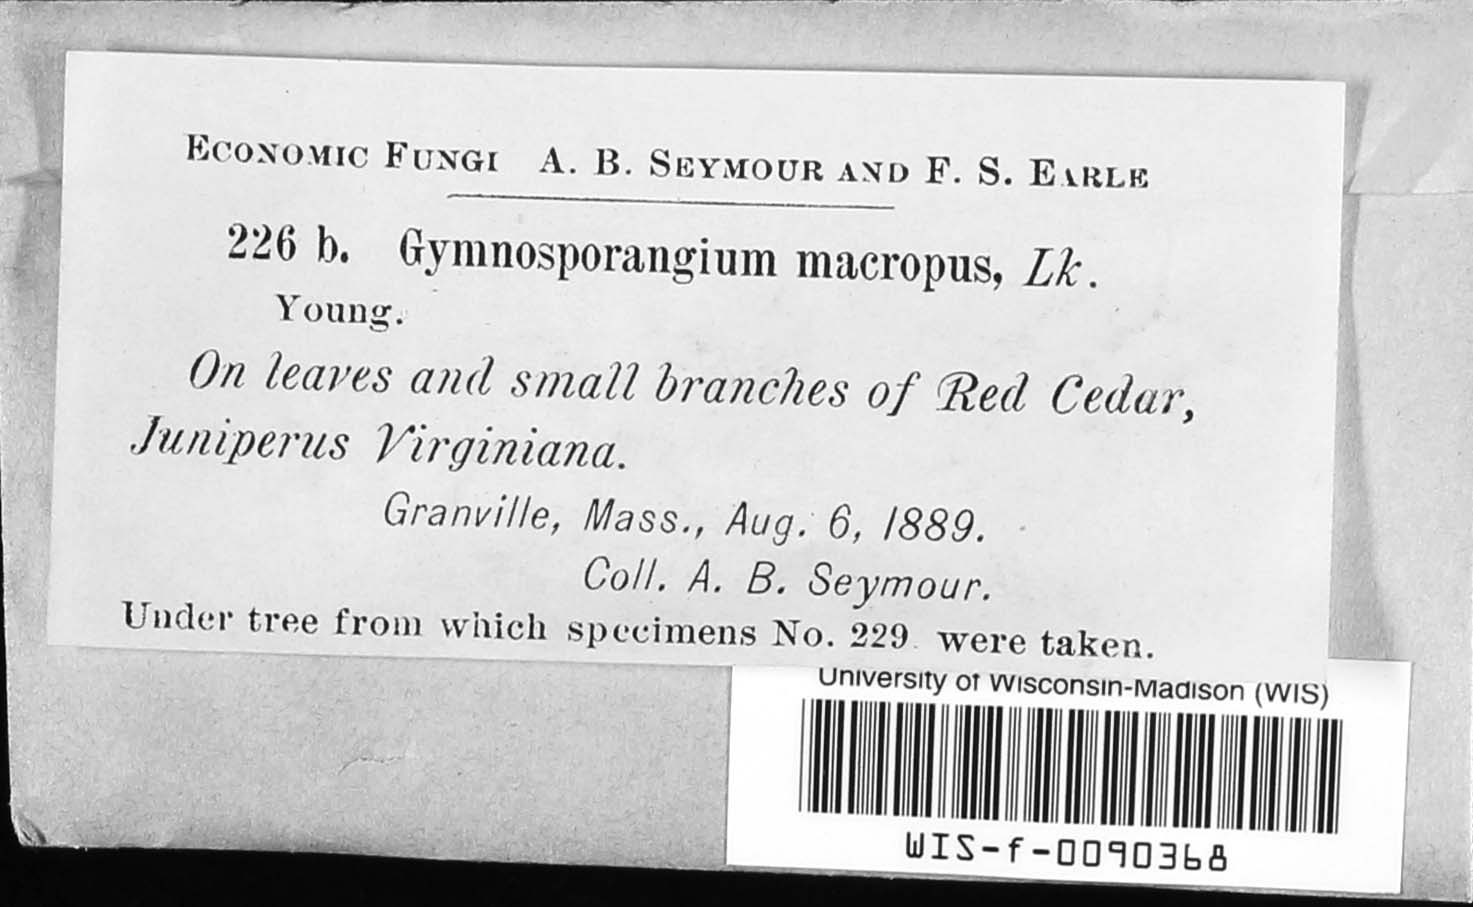 Economic Fungi A. B. Seymour and F. S. Earle
226 b. Gymnosporangium macropus, Lk.
Young.
On leaves and small branches of Red Cedar,
Juniperus Virginiana.
Granville, Mass., Aug. 6, 1889.
Coll. A. B. Seymour.
Under tree from which specimens No. 229 were taken.
University of Wisconsin-Madison (WIS)
WIS-f-0090368